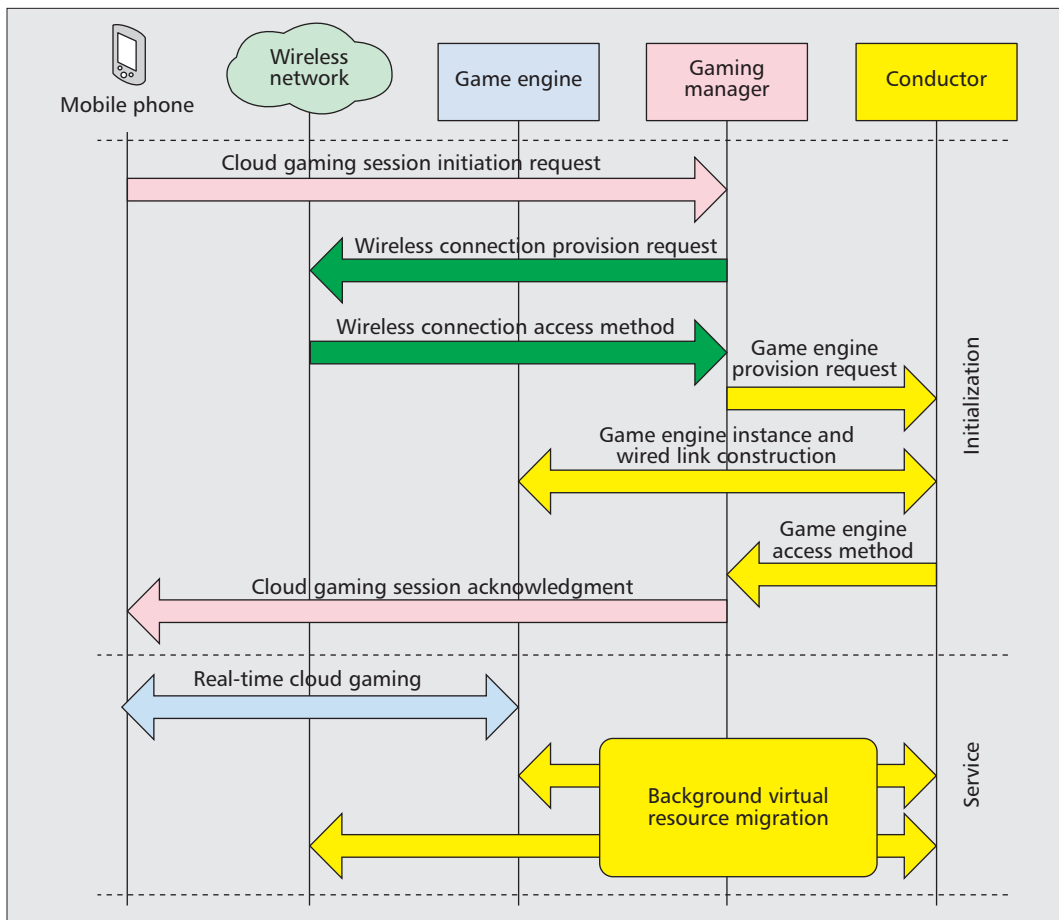 Mobile phone
Wireless
network
Game engine
Gaming
manager
Conductor
Cloud gaming session initiation request
Wireless connection provision request
Wireless connection access method
Game engine
provision request
Initialization
Game engine instance and
wired link construction
Game engine
access method
Cloud gaming session acknowledgment
Real-time cloud gaming
Background virtual
resource migration
Service